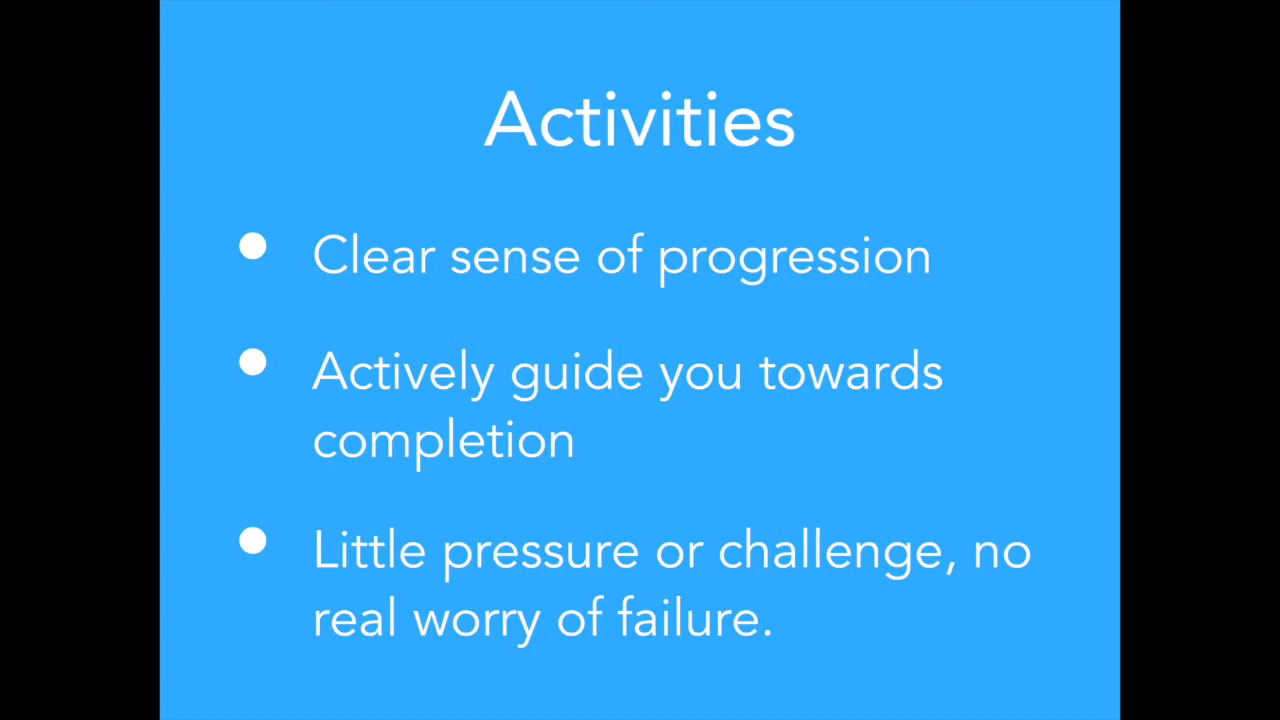 Activities
• Clear sense of progression
• Actively guide you towards
completion
• Little pressure or challenge, no
real worry of failure.